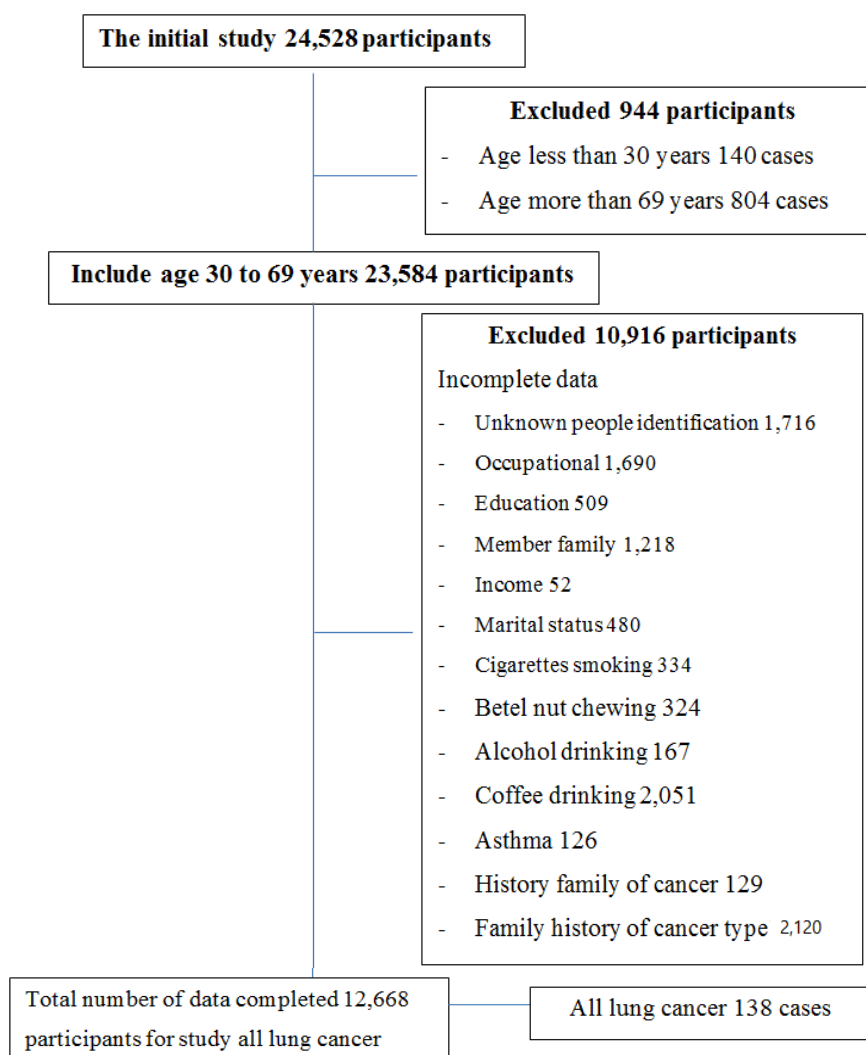 The initial study 24,528 participants
Excluded 944 participants
- Age less than 30 years 140 cases
- Age more than 69 years 804 cases
Include age 30 to 69 years 23,584 participants
Excluded 10,916 participants
Incomplete data
- Unknown people identification 1,716
- Occupational 1,690
- Education 509
- Member family 1,218
- Income 52
- Marital status 480
- Cigarettes smoking 334
- Betel nut chewing 324
- Alcohol drinking 167
- Coffee drinking 2,051
- Asthma 126
- History family of cancer 129
- Family history of cancer type 2,120
Total number of data completed 12,668
participants for study all lung cancer
All lung cancer 138 cases